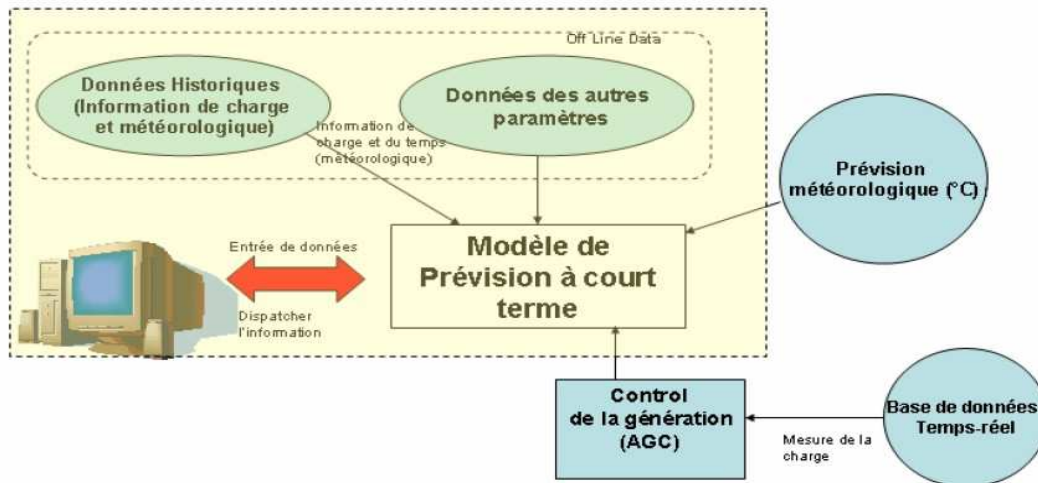 Off Line Data
Données Historiques
(Information de charge
et météorologique)
Données des autres
paramètres
Information de
charge et du temps
(météorologique)
Prévision
météorologique (°C)
Entrée de données
Modèle de
Prévision à court
terme
Dispatcher
l'information
Control
de la génération
(AGC)
Base de données
Temps-réel
Mesure de la
charge